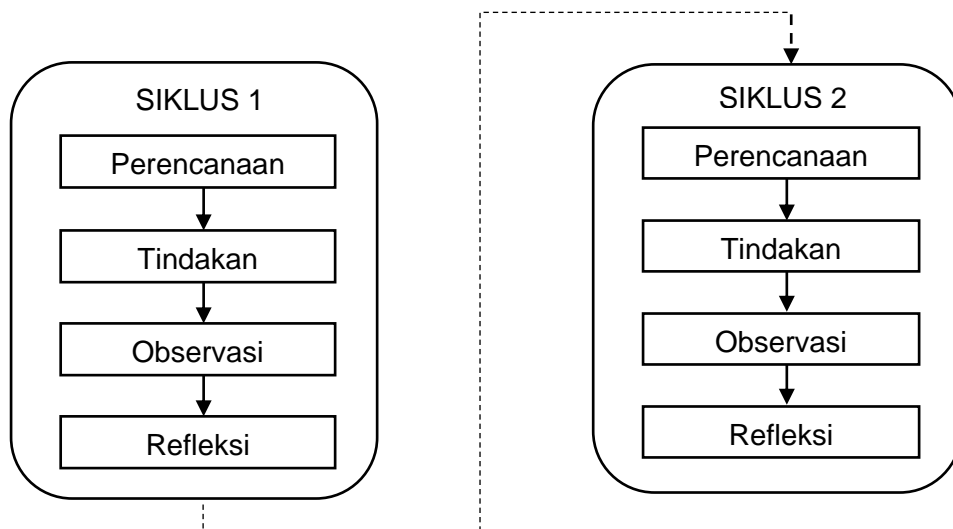 SIKLUS 1
Perencanaan
Tindakan
Observasi
Refleksi
SIKLUS 2
Perencanaan
Tindakan
Observasi
Refleksi